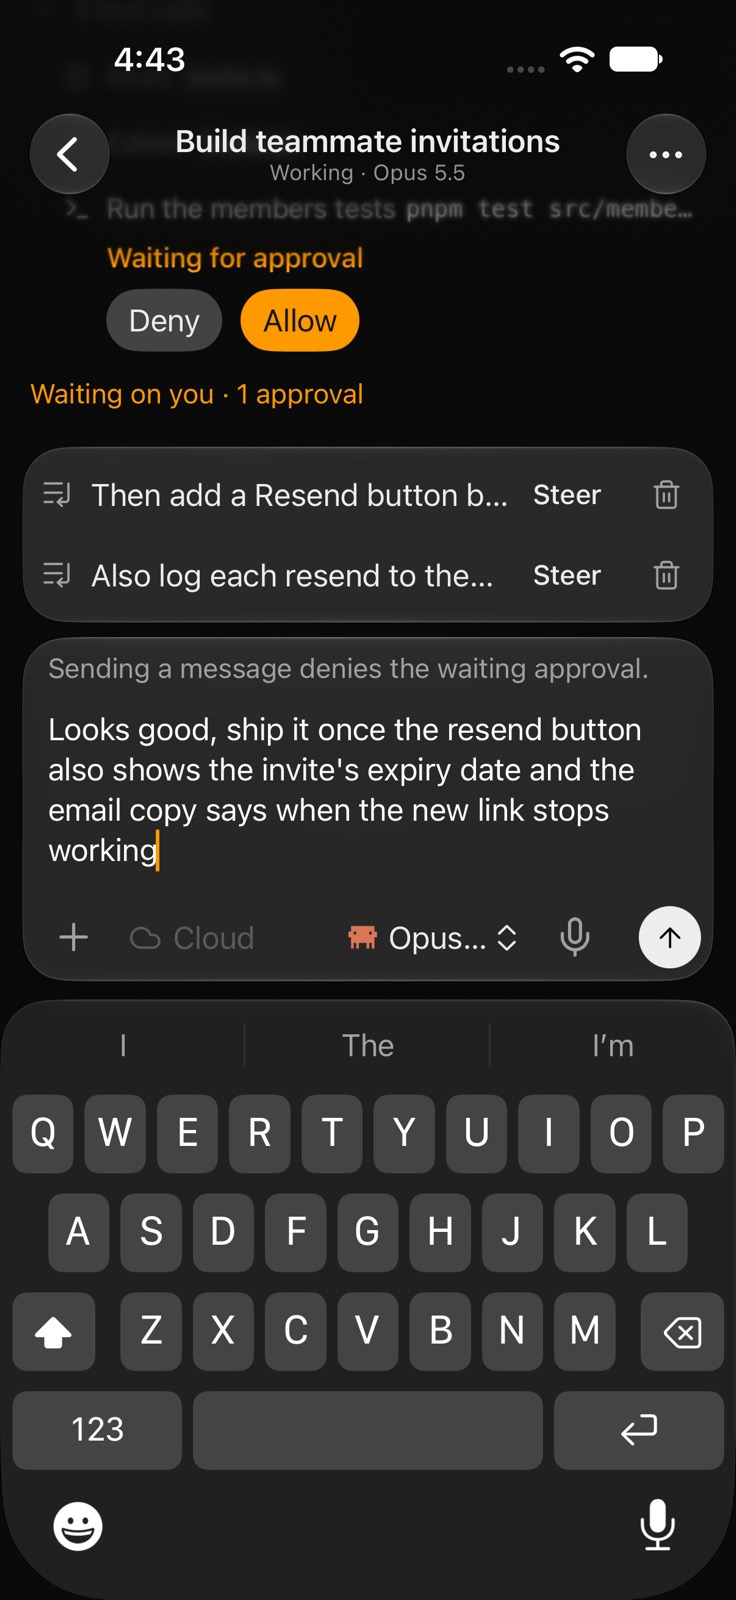 4:43
Build teammate invitations
Working · Opus 5.5
Run the members tests pnpm test src/membe…
Waiting for approval
Deny Allow
Waiting on you · 1 approval
Then add a Resend button b... Steer
Also log each resend to the... Steer
Sending a message denies the waiting approval.
Looks good, ship it once the resend button
also shows the invite's expiry date and the
email copy says when the new link stops
working
Cloud Opus...
I The I’m
Q W E R T Y U I O P
A S D F G H J K L
Z X C V B N M
123